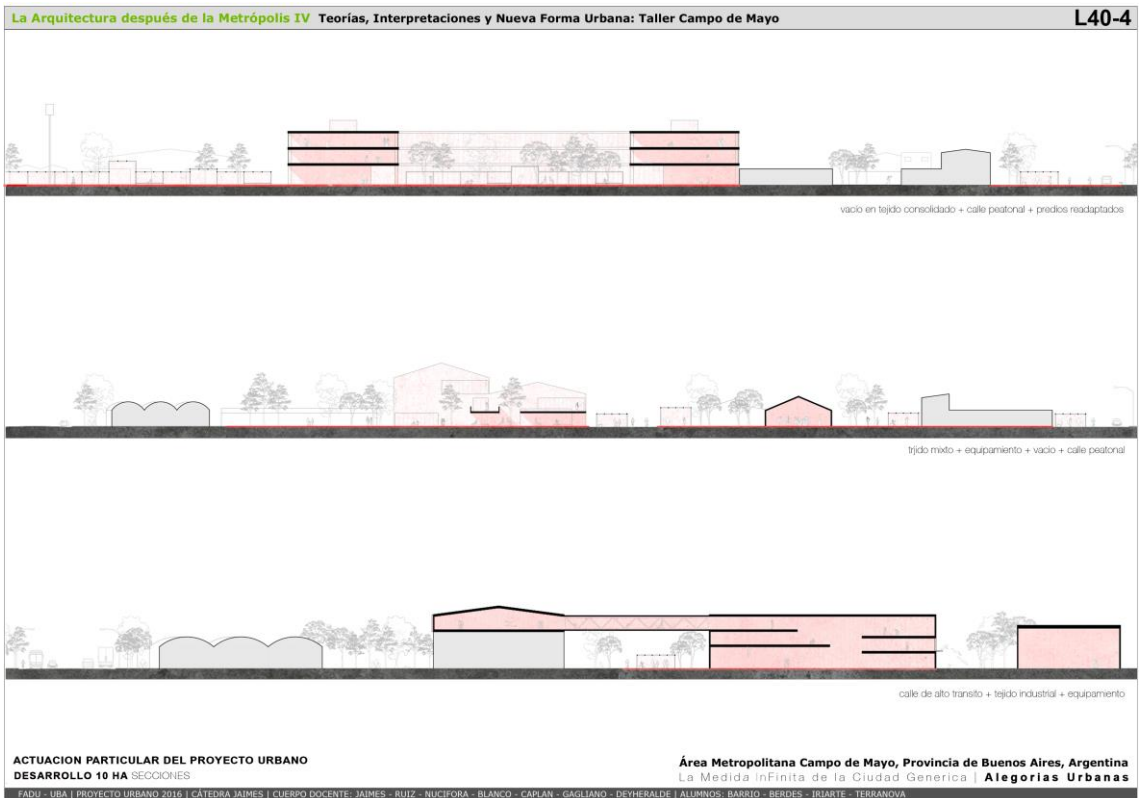 La Arquitectura después de la Metrópolis IV Teorías, Interpretaciones y Nueva Forma Urbana: Taller Campo de Mayo L40-4
vacio en tejido consolidado + calle peatonal + predios readaptados
trjido mixto + equipamiento + vacio + calle peatonal
calle de alto transito + tejido industrial + equipamiento
ACTUACION PARTICULAR DEL PROYECTO URBANO
DESARROLLO 10 HA SECCIONES
Área Metropolitana Campo de Mayo, Provincia de Buenos Aires, Argentina
La Medida InFinita de la Ciudad Generica | Alegorias Urbanas
FADU - UBA | PROYECTO URBANO 2016 | CÁTEDRA JAIMES | CUERPO DOCENTE: JAIMES - RUIZ - NUCIFORA - BLANCO - CAPLAN - GAGLIANO - DEYHERALDE | ALUMNOS: BARRIO - BERDES - IRIARTE - TERRANOVA